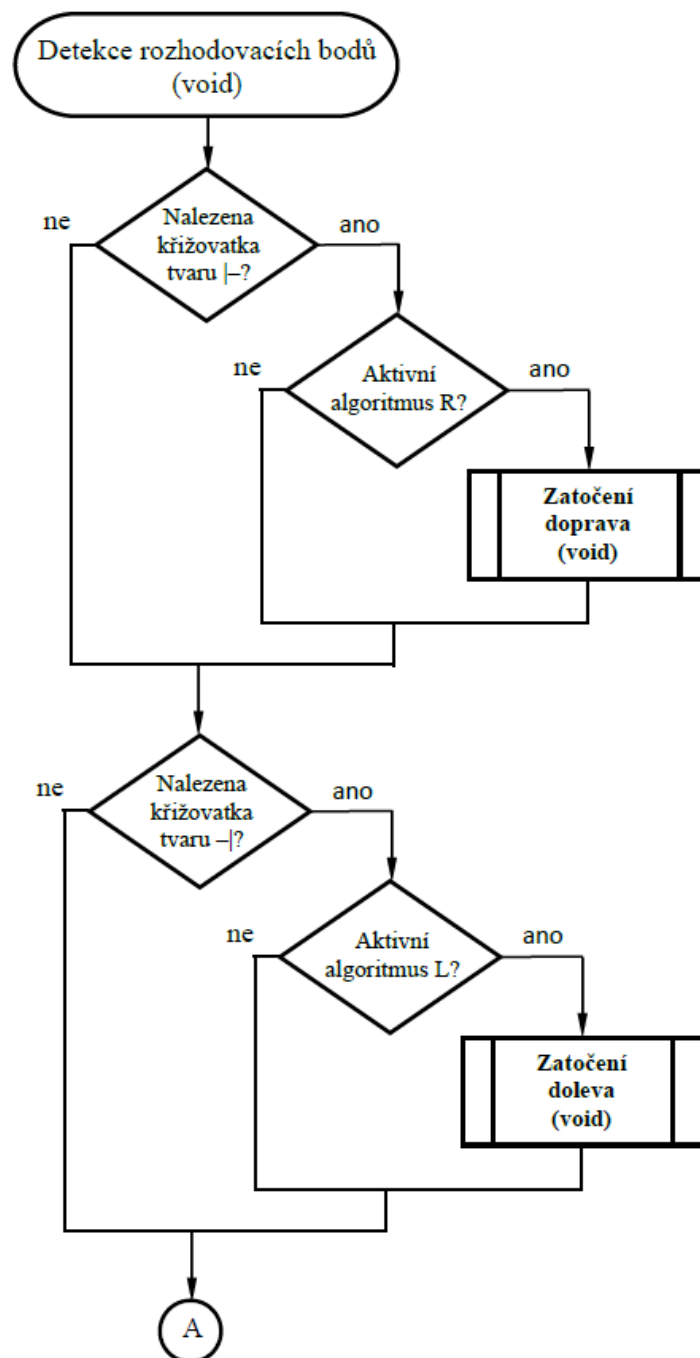 Detekce rozhodovacích bodů
(void)
ne
Nalezena
křižovatka
tvaru |–?
ano
ne
Aktivní
algoritmus R?
ano
Zatočení
doprava
(void)
ne
Nalezena
křižovatka
tvaru –|?
ano
ne
Aktivní
algoritmus L?
ano
Zatočení
doleva
(void)
A